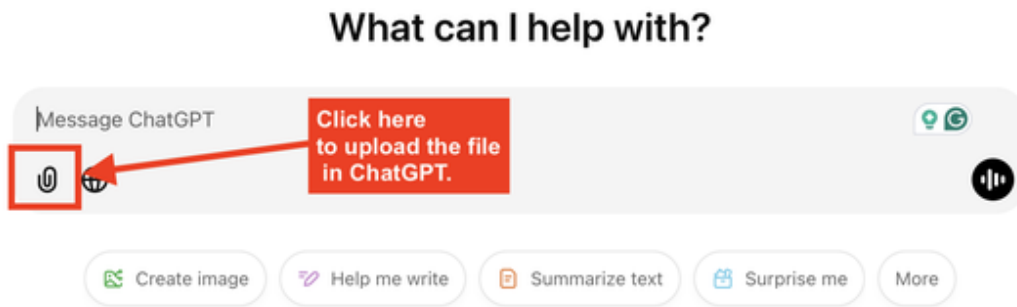 What can I help with?
Message ChatGPT
Click here
to upload the file
in ChatGPT.
Create image
Help me write
Summarize text
Surprise me
More